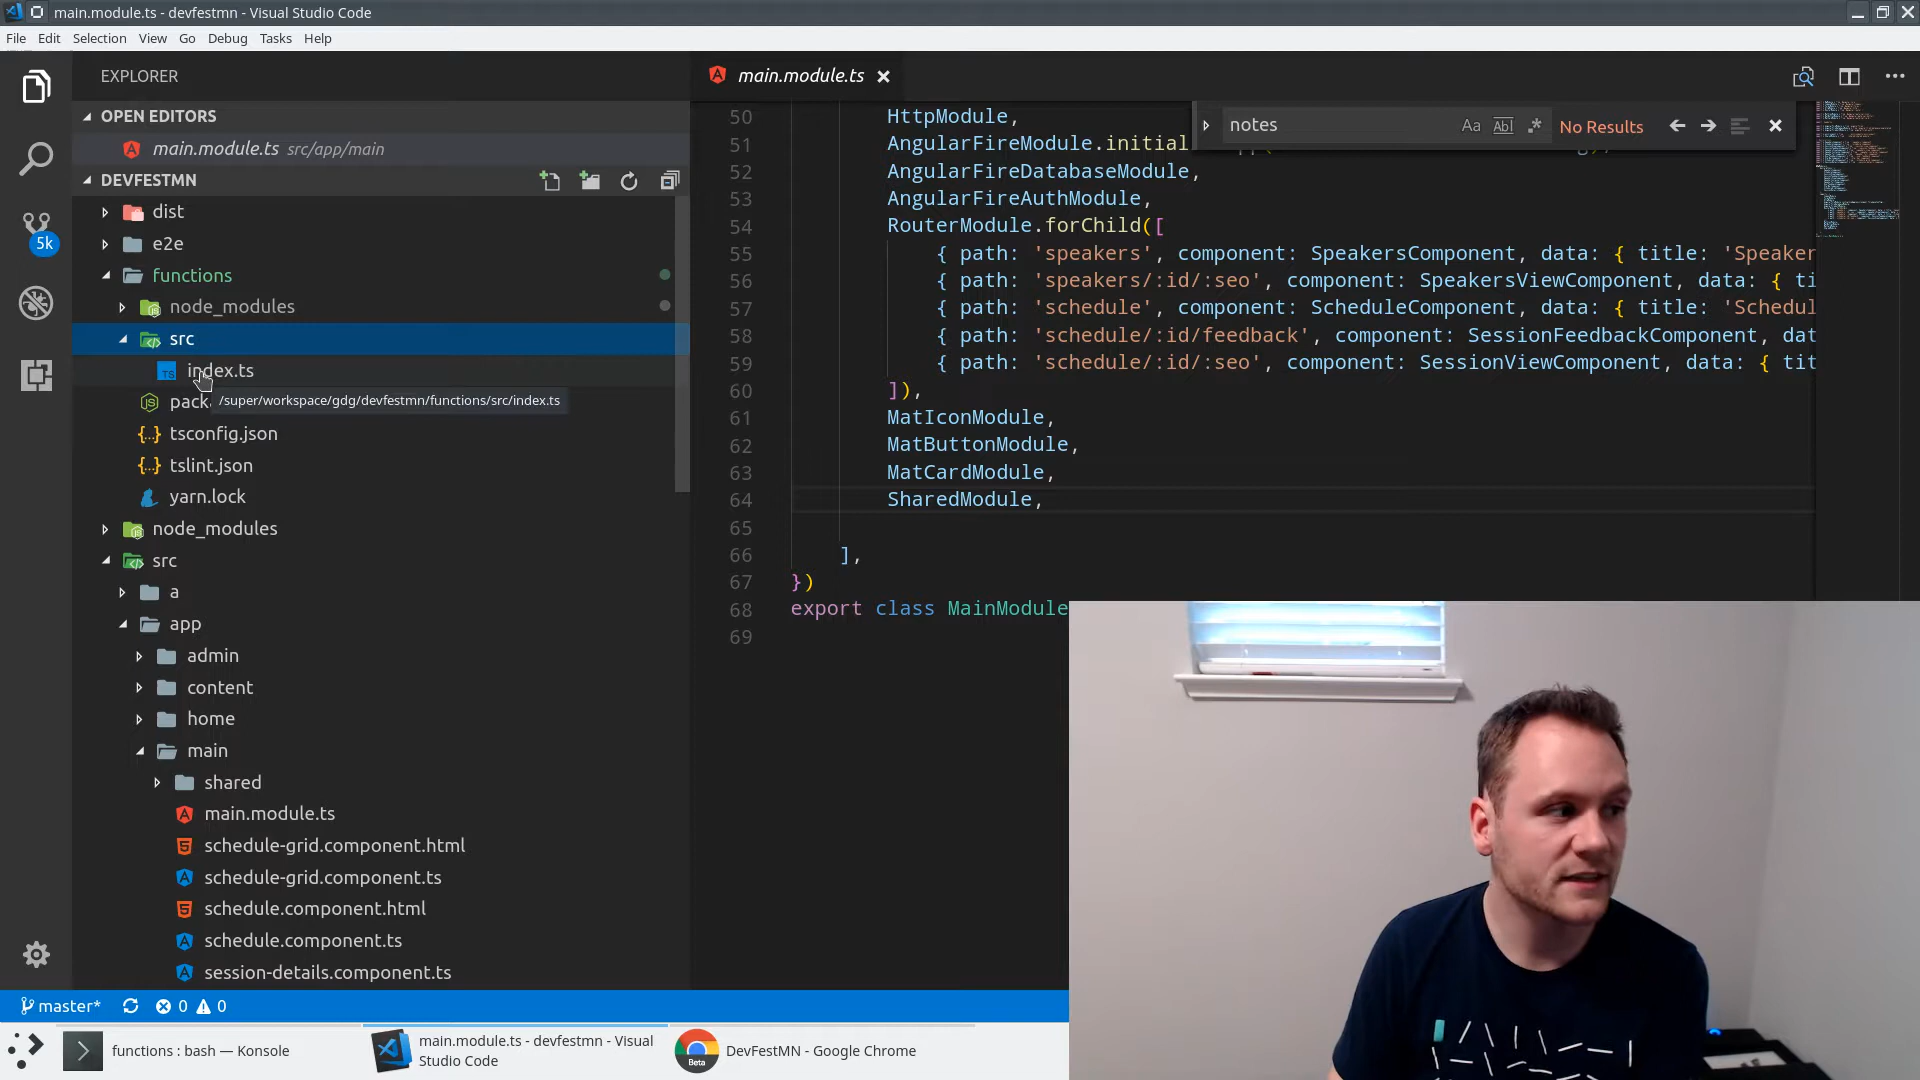 main.module.ts - devfestmn - Visual Studio Code
File Edit Selection View Go Debug Tasks Help
EXPLORER
OPEN EDITORS
main.module.ts src/app/main
DEVFESTMN
dist
e2e
functions
node_modules
src
index.ts
/super/workspace/gdg/devfestmn/functions/src/index.ts
tsconfig.json
tslint.json
yarn.lock
node_modules
src
a
app
admin
content
home
main
shared
main.module.ts
schedule-grid.component.html
schedule-grid.component.ts
schedule.component.html
schedule.component.ts
session-details.component.ts
5k
main.module.ts
notes
Aa Abl .*
No Results
50 HttpModule,
51 AngularFireModule.initial
52 AngularFireDatabaseModule,
53 AngularFireAuthModule,
54 RouterModule.forChild([
55 { path: 'speakers', component: SpeakersComponent, data: { title: 'Speaker
56 { path: 'speakers/:id/:seo', component: SpeakersViewComponent, data: { ti
57 { path: 'schedule', component: ScheduleComponent, data: { title: 'Schedul
58 { path: 'schedule/:id/feedback', component: SessionFeedbackComponent, dat
59 { path: 'schedule/:id/:seo', component: SessionViewComponent, data: { tit
60 ]),
61 MatIconModule,
62 MatButtonModule,
63 MatCardModule,
64 SharedModule,
65
66 ],
67 })
68 export class MainModule
69
master* 0 0
functions : bash — Konsole
main.module.ts - devfestmn - Visual Studio Code
Beta
DevFestMN - Google Chrome